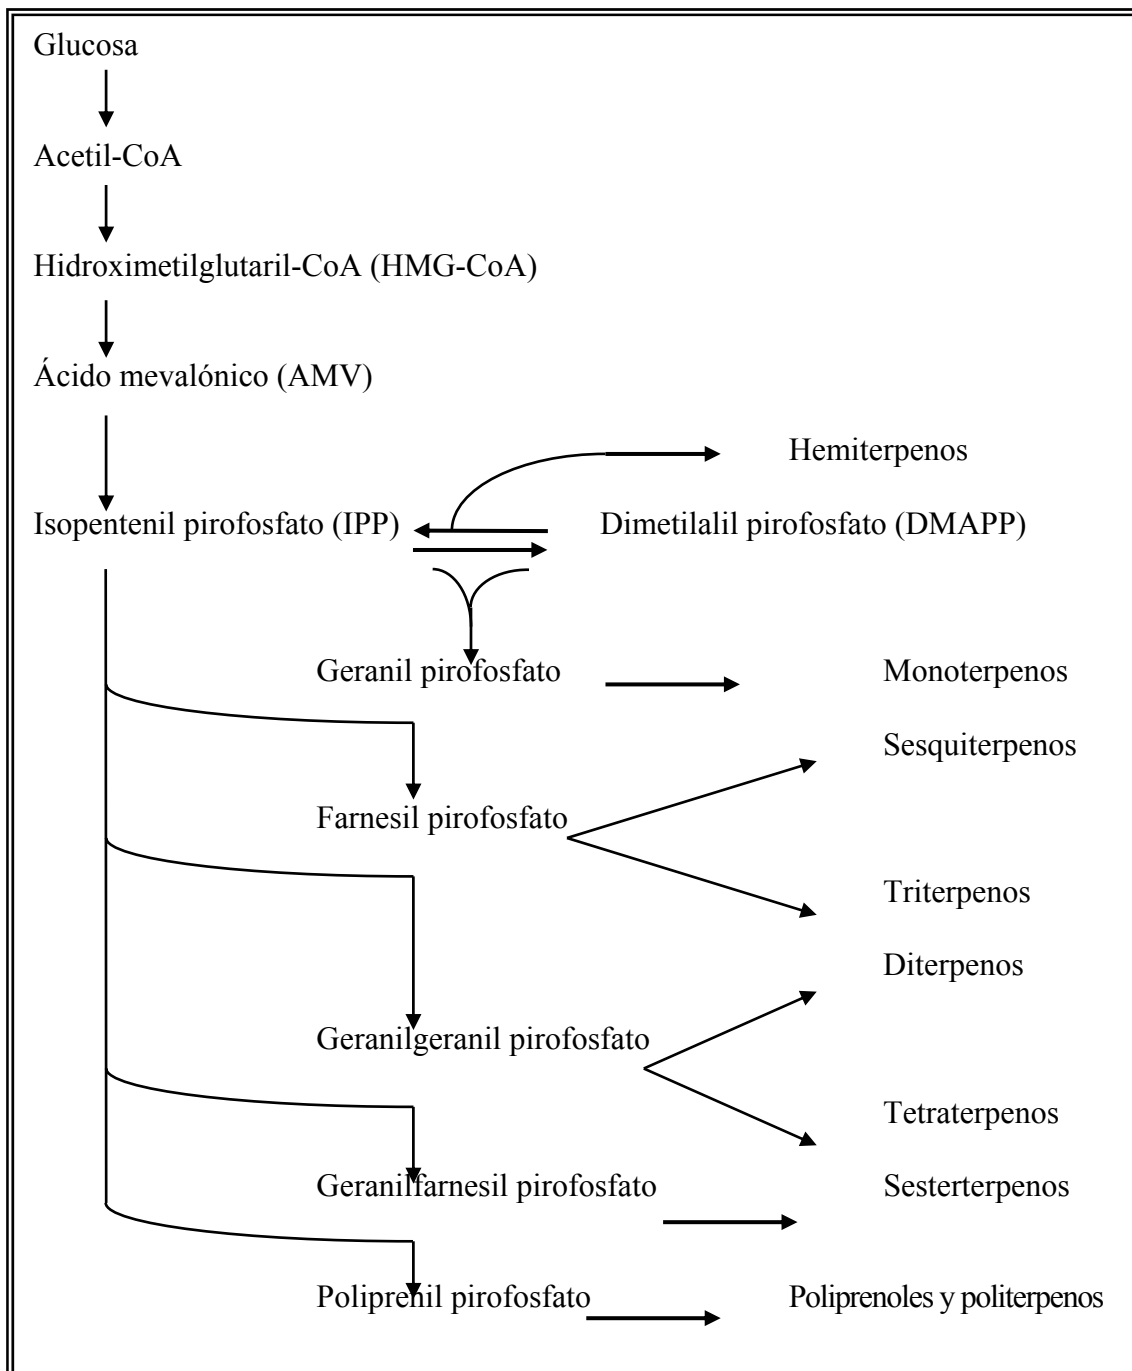 Glucosa
Acetil-CoA
Hidroximetilglutaril-CoA (HMG-CoA)
Ácido mevalónico (AMV)
Hemiterpenos
Isopentenil pirofosfato (IPP)
Dimetilalil pirofosfato (DMAPP)
Geranil pirofosfato
Monoterpenos
Sesquiterpenos
Farnesil pirofosfato
Triterpenos
Diterpenos
Geranilgeranil pirofosfato
Tetraterpenos
Geranilfarnesil pirofosfato
Sesterterpenos
Poliprenil pirofosfato
Poliprenoles y politerpenos